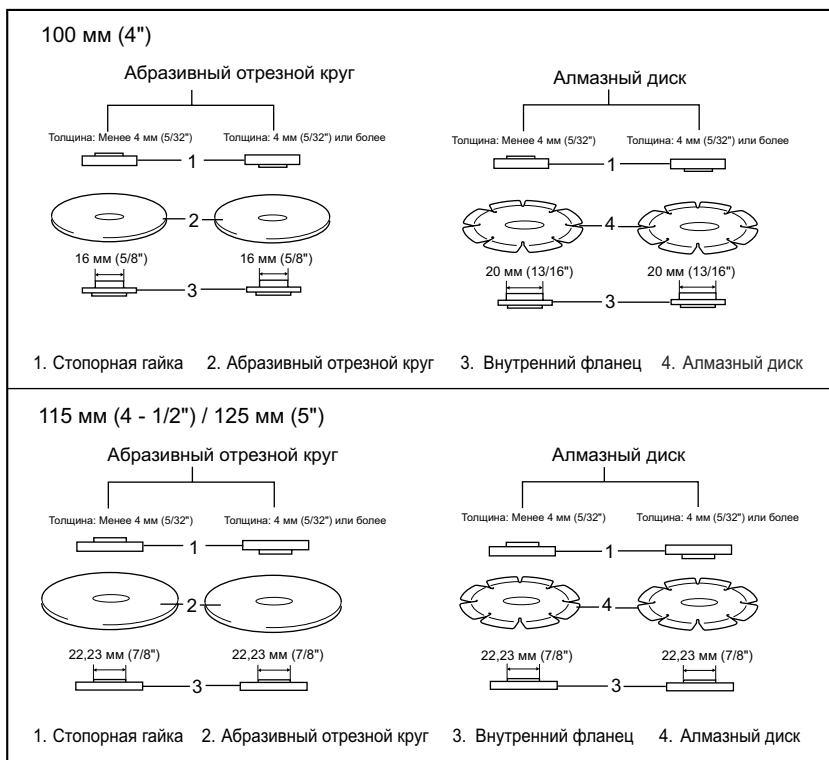 100 мм (4")
Абразивный отрезной круг
Алмазный диск
Толщина: Менее 4 мм (5/32") Толщина: 4 мм (5/32") или более
Толщина: Менее 4 мм (5/32") Толщина: 4 мм (5/32") или более
1
1
2
4
16 мм (5/8") 16 мм (5/8")
20 мм (13/16") 20 мм (13/16")
3
3
1. Стопорная гайка 2. Абразивный отрезной круг 3. Внутренний фланец 4. Алмазный диск
115 мм (4 - 1/2") / 125 мм (5")
Абразивный отрезной круг
Алмазный диск
Толщина: Менее 4 мм (5/32") Толщина: 4 мм (5/32") или более
Толщина: Менее 4 мм (5/32") Толщина: 4 мм (5/32") или более
1
1
2
4
22,23 мм (7/8") 22,23 мм (7/8")
22,23 мм (7/8") 22,23 мм (7/8")
3
3
1. Стопорная гайка 2. Абразивный отрезной круг 3. Внутренний фланец 4. Алмазный диск